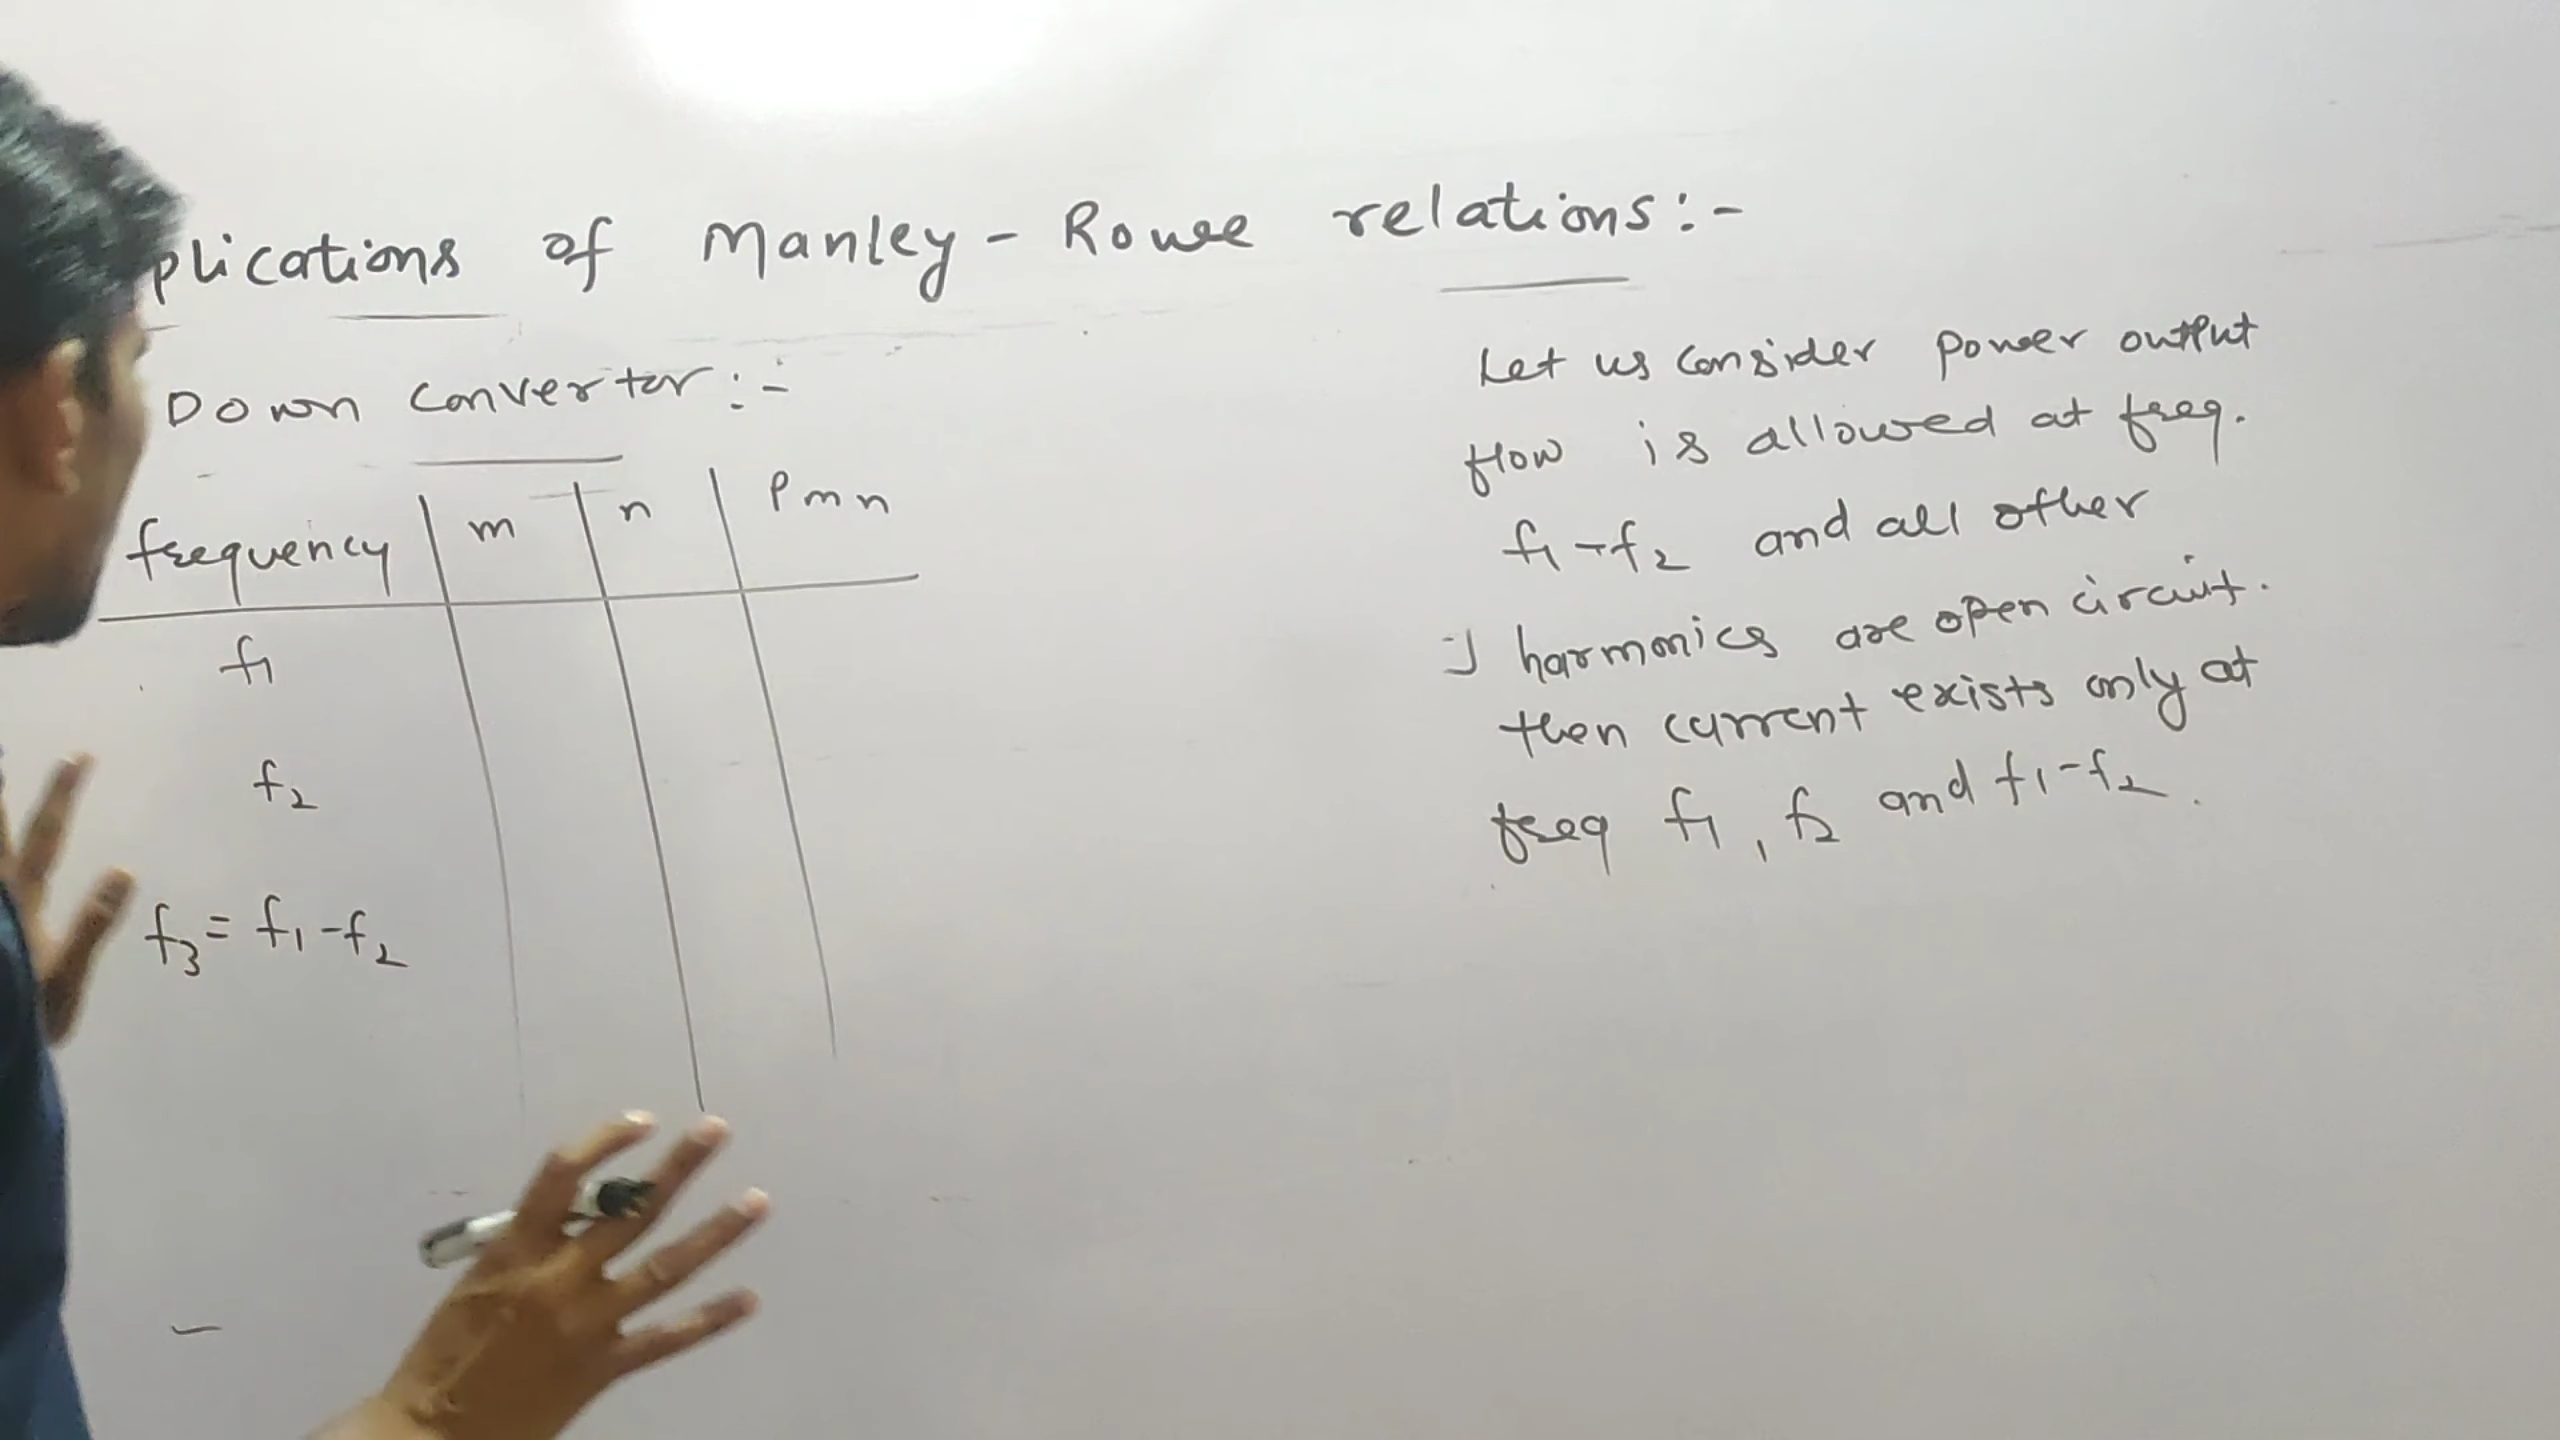 plications of Manley - Rowe relations :-
Down convertor :-
frequency m n Pmn
f1
f2
f3 = f1 - f2
Let us consider power output
flow is allowed at freq.
f1 - f2 and all other
harmonics are open circuit.
then current exists only at
freq f1, f2 and f1 - f2.